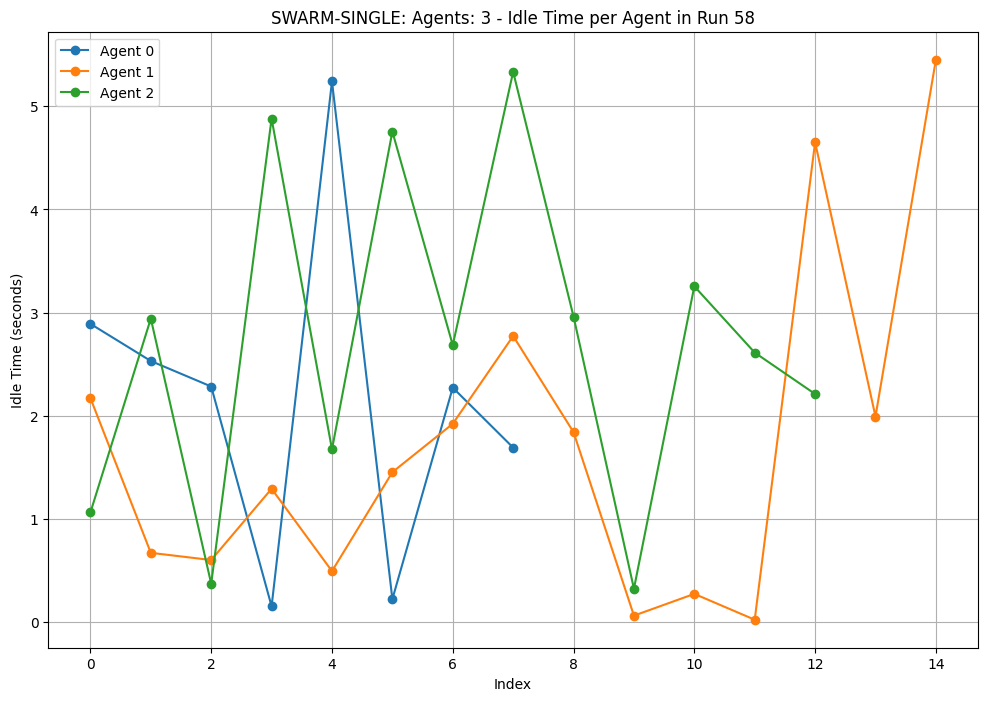 SWARM-SINGLE: Agents: 3 - Idle Time per Agent in Run 58
Agent 0
Agent 1
Agent 2
Idle Time (seconds)
5
4
3
2
1
0
0 2 4 6 8 10 12 14
Index